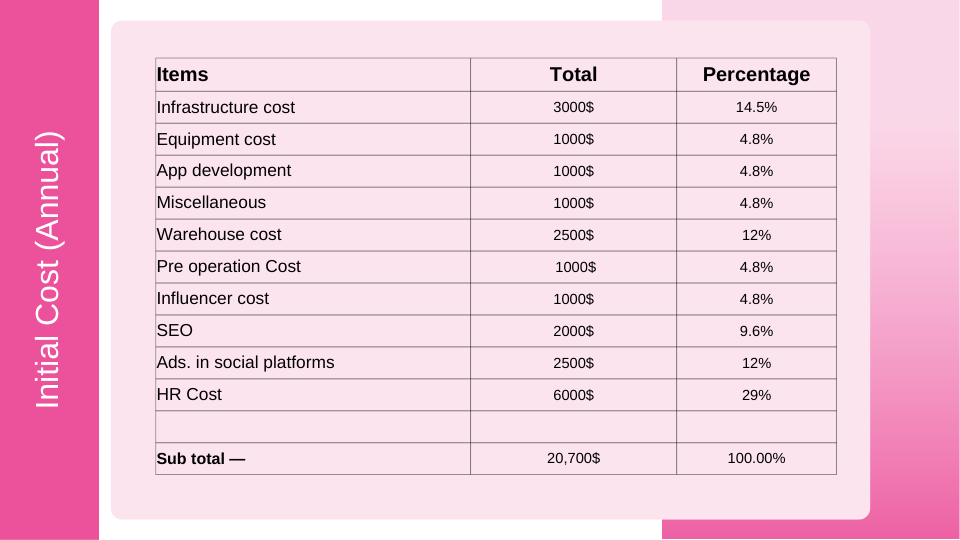 Initial Cost (Annual)
Items Total Percentage
Infrastructure cost 3000$ 14.5%
Equipment cost 1000$ 4.8%
App development 1000$ 4.8%
Miscellaneous 1000$ 4.8%
Warehouse cost 2500$ 12%
Pre operation Cost 1000$ 4.8%
Influencer cost 1000$ 4.8%
SEO 2000$ 9.6%
Ads. in social platforms 2500$ 12%
HR Cost 6000$ 29%
Sub total — 20,700$ 100.00%